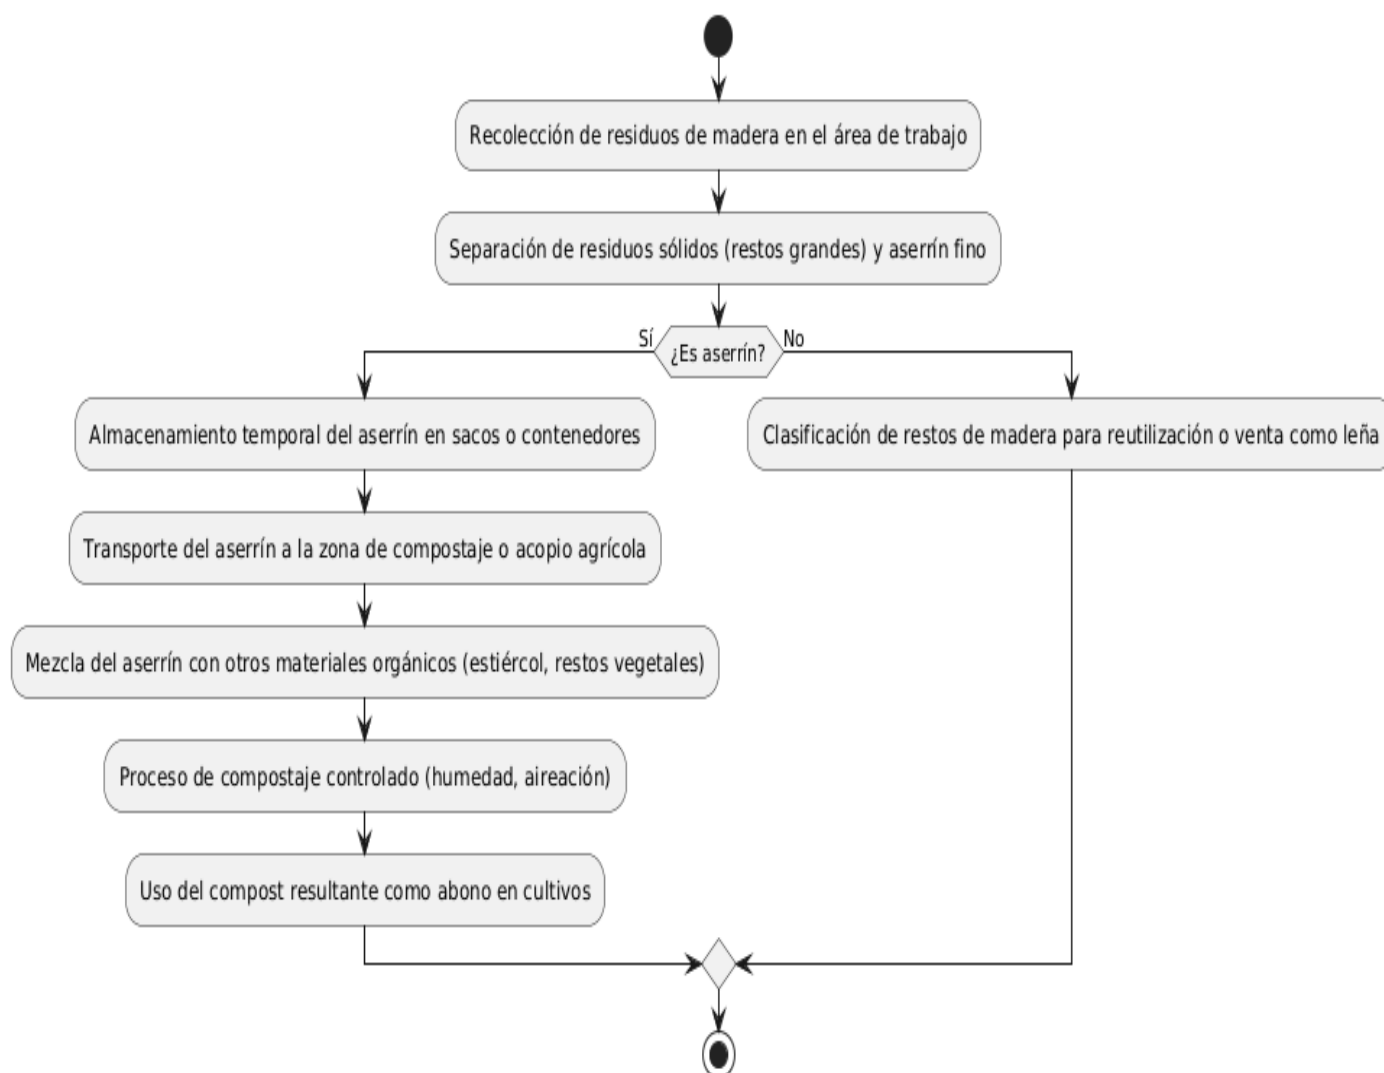 Recolección de residuos de madera en el área de trabajo
Separación de residuos sólidos (restos grandes) y aserrín fino
Sí
¿Es aserrín?
No
Almacenamiento temporal del aserrín en sacos o contenedores
Clasificación de restos de madera para reutilización o venta como leña
Transporte del aserrín a la zona de compostaje o acopio agrícola
Mezcla del aserrín con otros materiales orgánicos (estiércol, restos vegetales)
Proceso de compostaje controlado (humedad, aireación)
Uso del compost resultante como abono en cultivos